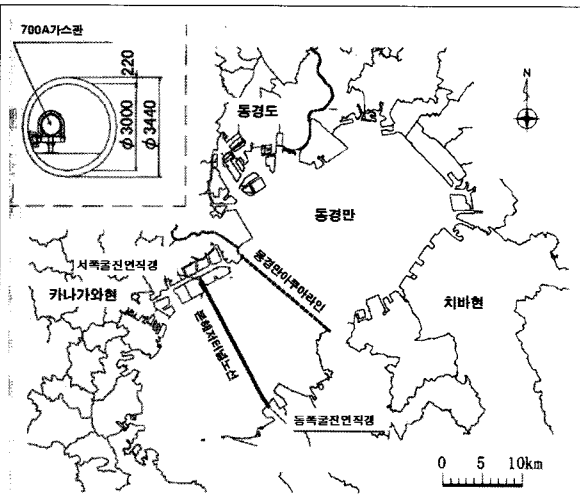 700A가스관
220
φ3000
φ3440
N
동경도
동경만
서쪽굴진연직갱
카나가와현
동경만아쿠아라인
치바현
본해저터널노선
동쪽굴진연직갱
0 5 10km